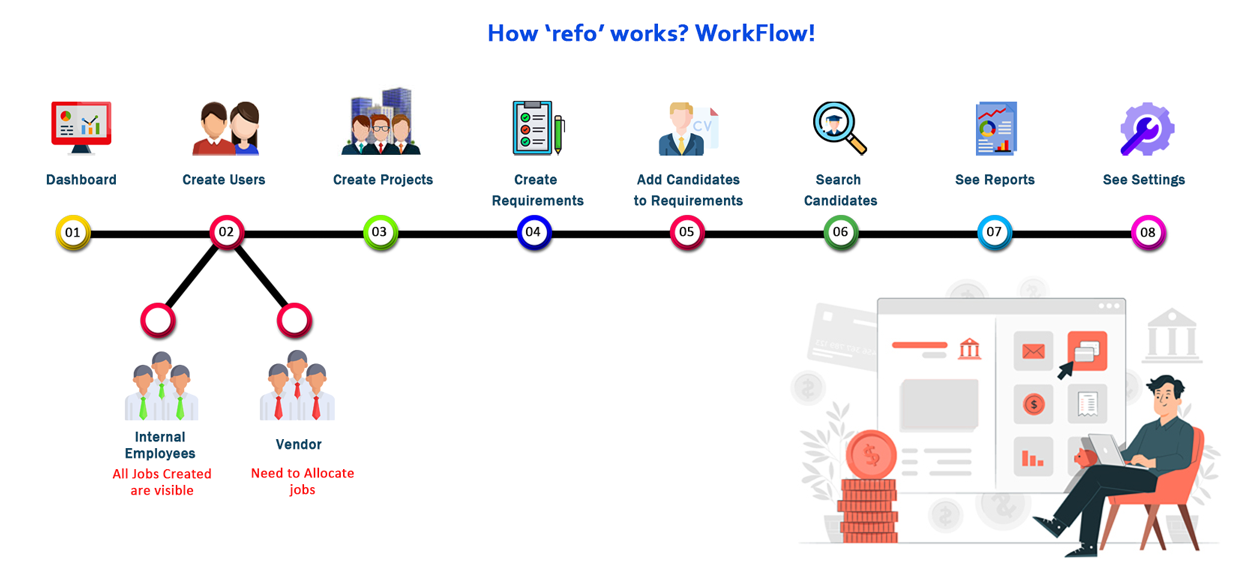 How ‘refo’ works? WorkFlow!
Dashboard
Create Users
Create Projects
Create
Requirements
Add Candidates
to Requirements
Search
Candidates
See Reports
See Settings
CV
01
02
03
04
05
06
07
08
Internal
Employees
All Jobs Created
are visible
Vendor
Need to Allocate
jobs